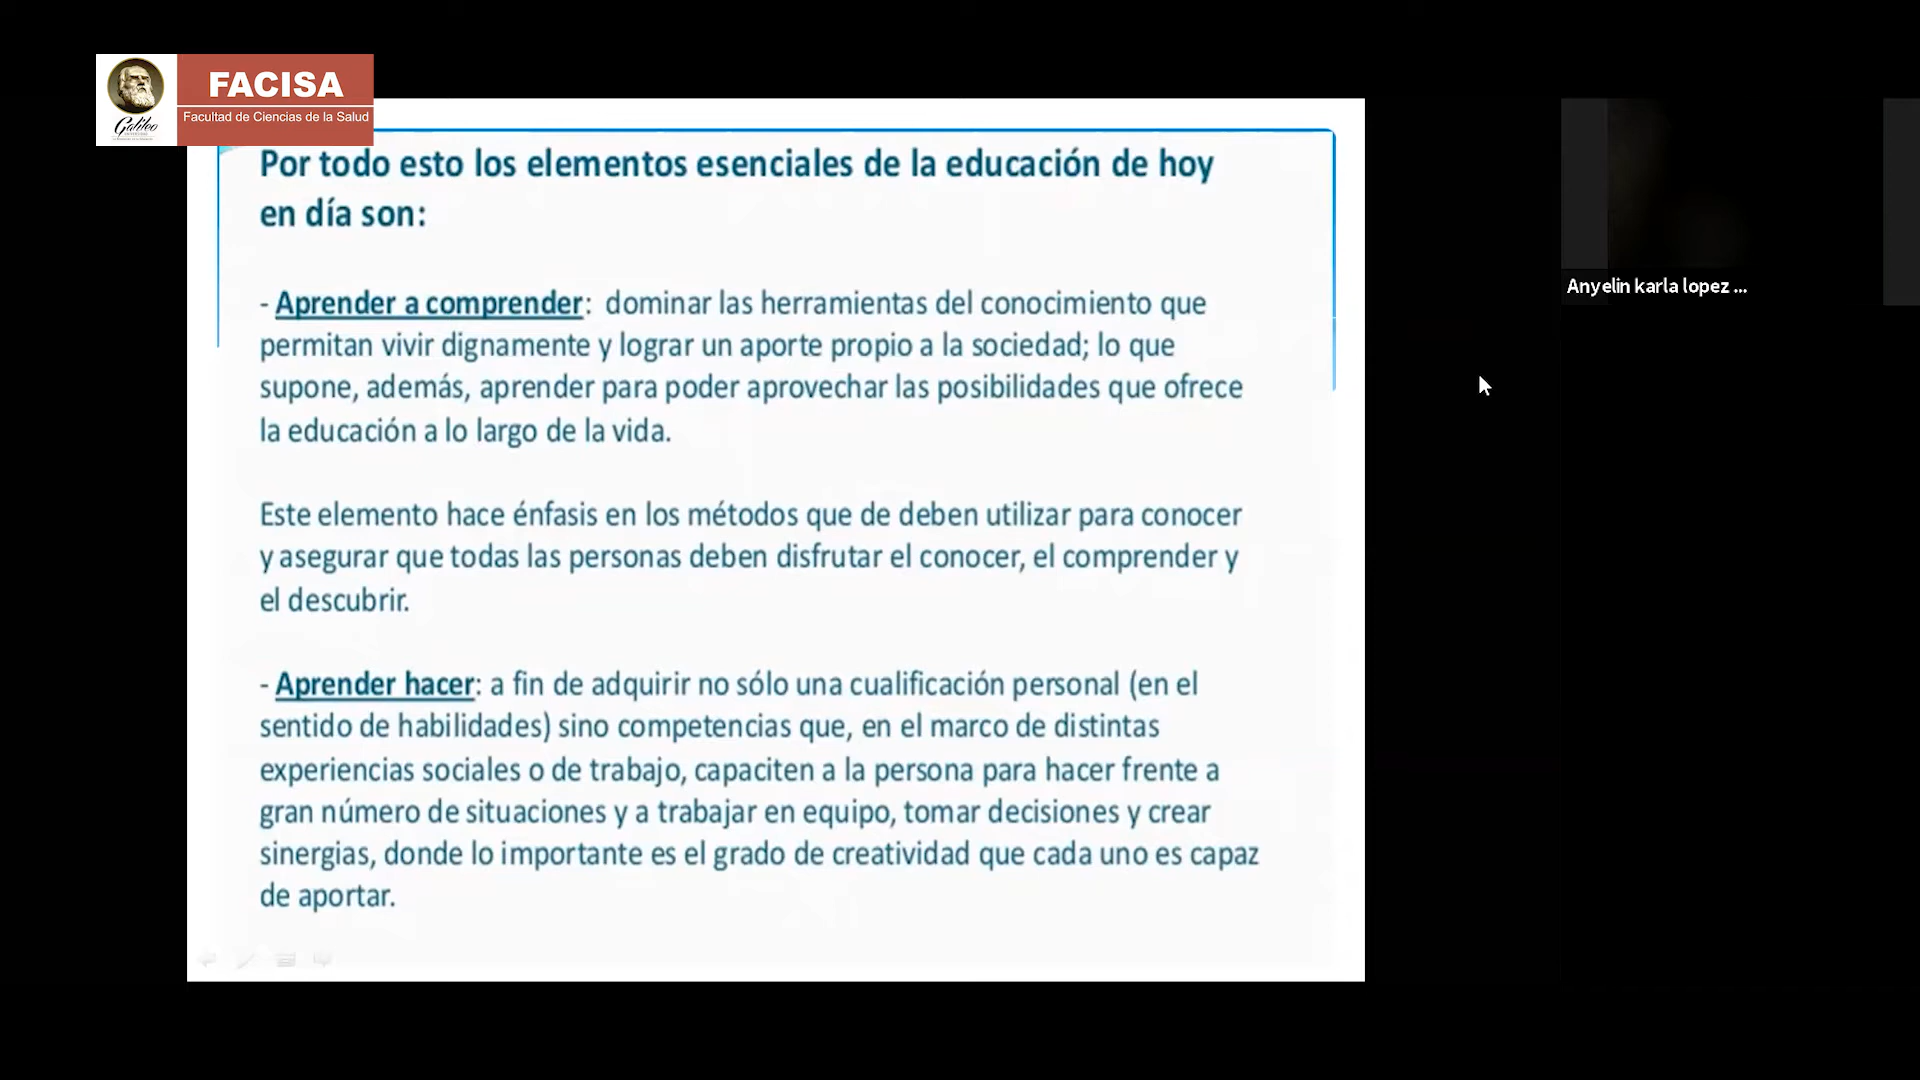 FACISA
Facultad de Ciencias de la Salud
Galileo
Por todo esto los elementos esenciales de la educación de hoy
en día son:
- Aprender a comprender: dominar las herramientas del conocimiento que
permitan vivir dignamente y lograr un aporte propio a la sociedad; lo que
supone, además, aprender para poder aprovechar las posibilidades que ofrece
la educación a lo largo de la vida.
Este elemento hace énfasis en los métodos que de deben utilizar para conocer
y asegurar que todas las personas deben disfrutar el conocer, el comprender y
el descubrir.
- Aprender hacer: a fin de adquirir no sólo una cualificación personal (en el
sentido de habilidades) sino competencias que, en el marco de distintas
experiencias sociales o de trabajo, capaciten a la persona para hacer frente a
gran número de situaciones y a trabajar en equipo, tomar decisiones y crear
sinergias, donde lo importante es el grado de creatividad que cada uno es capaz
de aportar.
Anyelin karla lopez ...